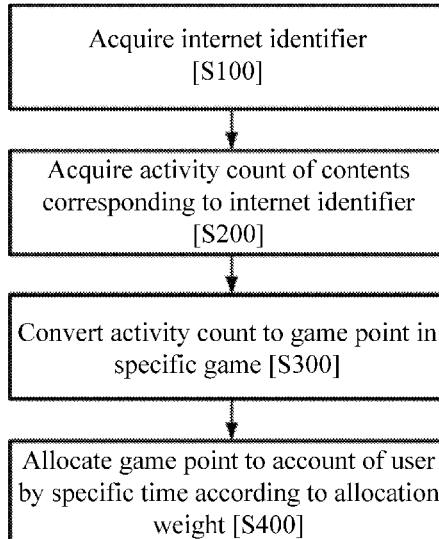 Acquire internet identifier
[S100]
Acquire activity count of contents
corresponding to internet identifier
[S200]
Convert activity count to game point in
specific game [S300]
Allocate game point to account of user
by specific time according to allocation
weight [S400]